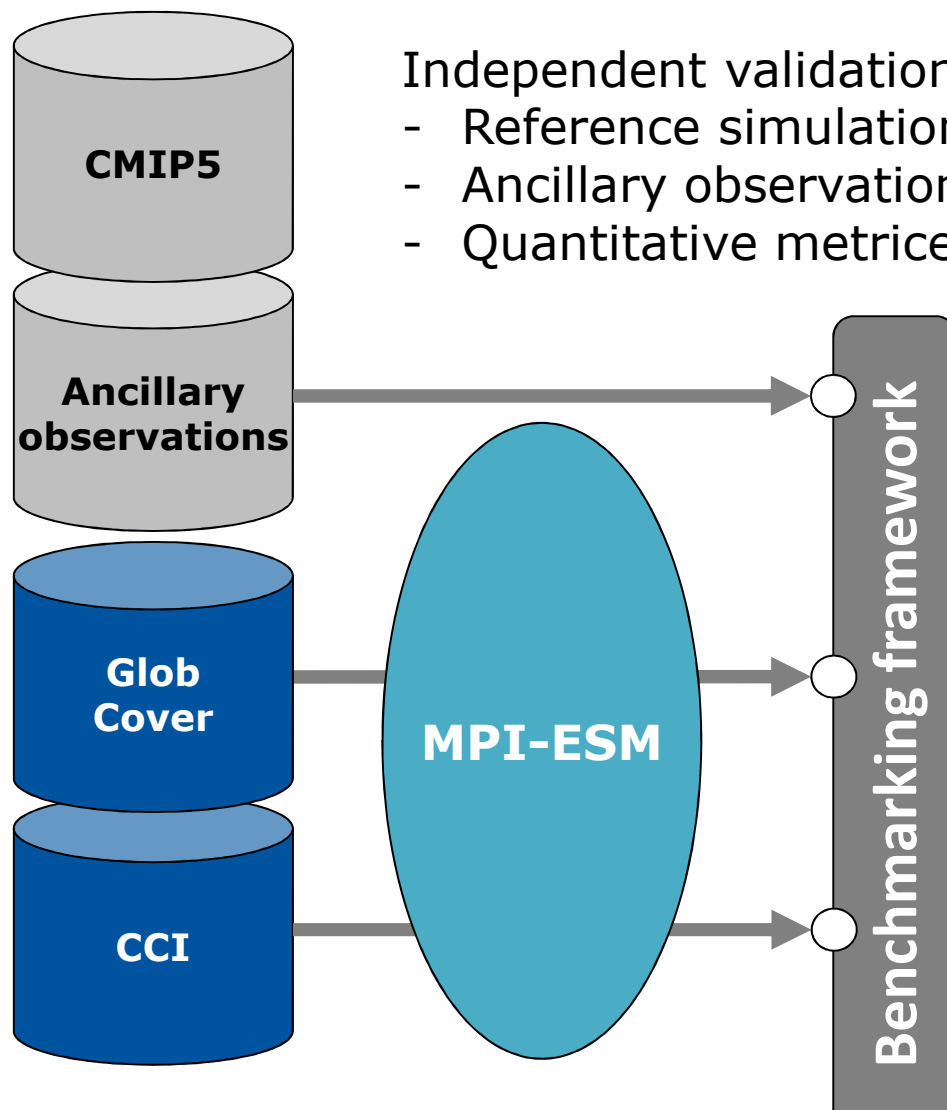 Independent validation
- Reference simulation
- Ancillary observation
- Quantitative metrice
CMIP5
Ancillary
observations
Glob
Cover
CCI
MPI-ESM
Benchmarking framework